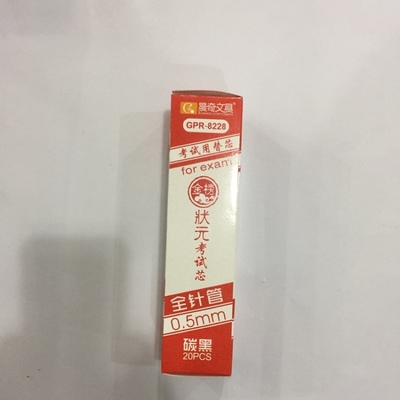 晨奇文具
GPR-8228
考试用替芯
for exam
金榜
状元考试芯
全针管
0.5mm
碳黑
20PCS